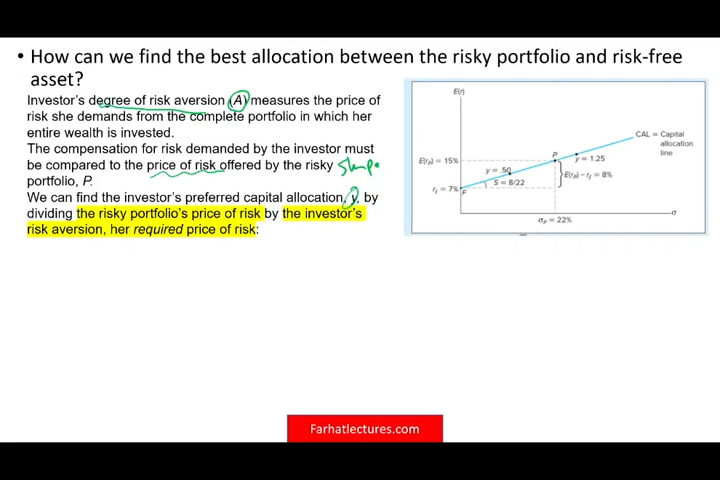 • How can we find the best allocation between the risky portfolio and risk-free
asset?
Investor's degree of risk aversion (A) measures the price of
risk she demands from the complete portfolio in which her
entire wealth is invested.
The compensation for risk demanded by the investor must
be compared to the price of risk offered by the risky
portfolio, P.
We can find the investor's preferred capital allocation, y, by
dividing the risky portfolio's price of risk by the investor's
risk aversion, her required price of risk:
E(r)
CAL = Capital
allocation
line
P
E(rp) = 15%
y = 1.25
y = .50
E(rp) − rf = 8%
S = 8/22
rf = 7%
F
σ
σP = 22%
Farhatlectures.com